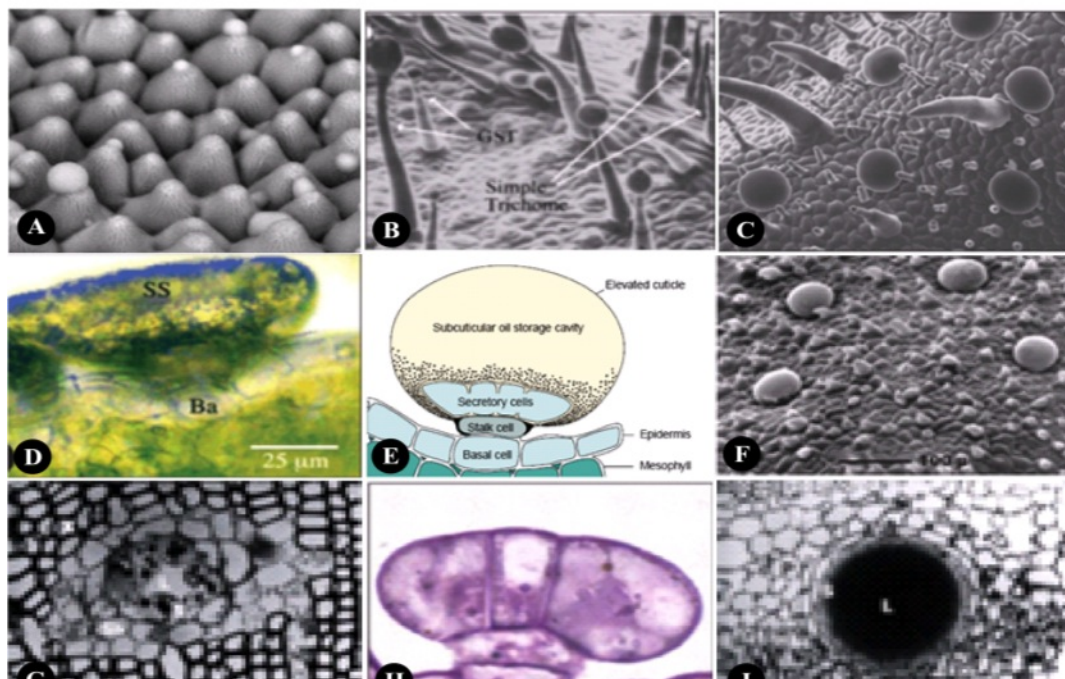 A
B
GST
Simple
Trichome
C
D
SS
Ba
25 μm
E
Elevated cuticle
Subcuticular oil storage cavity
Secretory cells
Stalk cell
Basal cell
Epidermis
Mesophyll
F
G
H
I
L